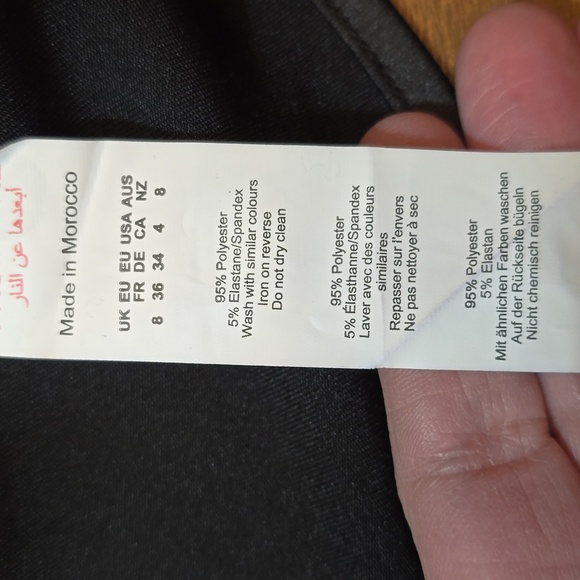 أبعدها عن النار
Made in Morocco
UK EU EU USA AUS
FR DE CA NZ
8 36 34 4 8
95% Polyester
5% Elastane/Spandex
Wash with similar colours
Iron on reverse
Do not dry clean
95% Polyester
5% Élasthanne/Spandex
Laver avec des couleurs
similaires
Repasser sur l'envers
Ne pas nettoyer à sec
95% Polyester
5% Elastan
Mit ähnlichen Farben waschen
Auf der Rückseite bügeln
Nicht chemisch reinigen